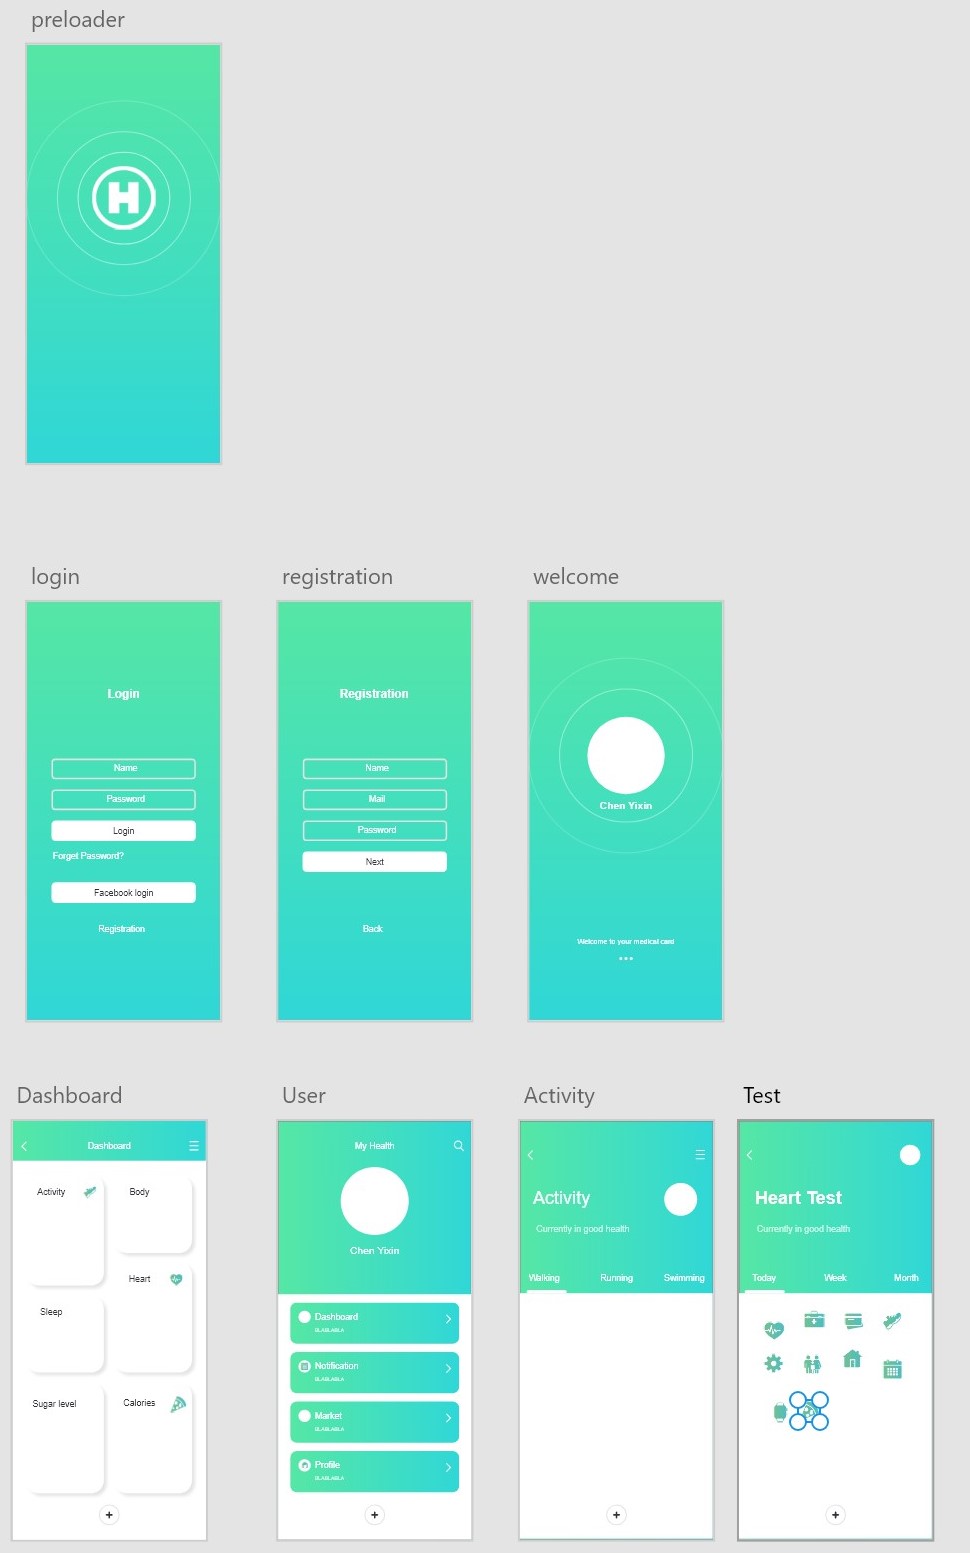 preloader
H
login
registration
welcome
Login
Name
Password
Login
Forget Password?
Facebook login
Registration
Registration
Name
Mail
Password
Next
Back
Chen Yixin
Welcome to your medical card
Dashboard
User
Activity
Test
Dashboard
Activity
Body
Heart
Sleep
Sugar level
Calories
+
My Health
Chen Yixin
Dashboard
BLABLABLA
Notification
BLABLABLA
Market
BLABLABLA
Profile
BLABLABLA
+
Activity
Currently in good health
Walking Running Swimming
+
Heart Test
Currently in good health
Today Week Month
+